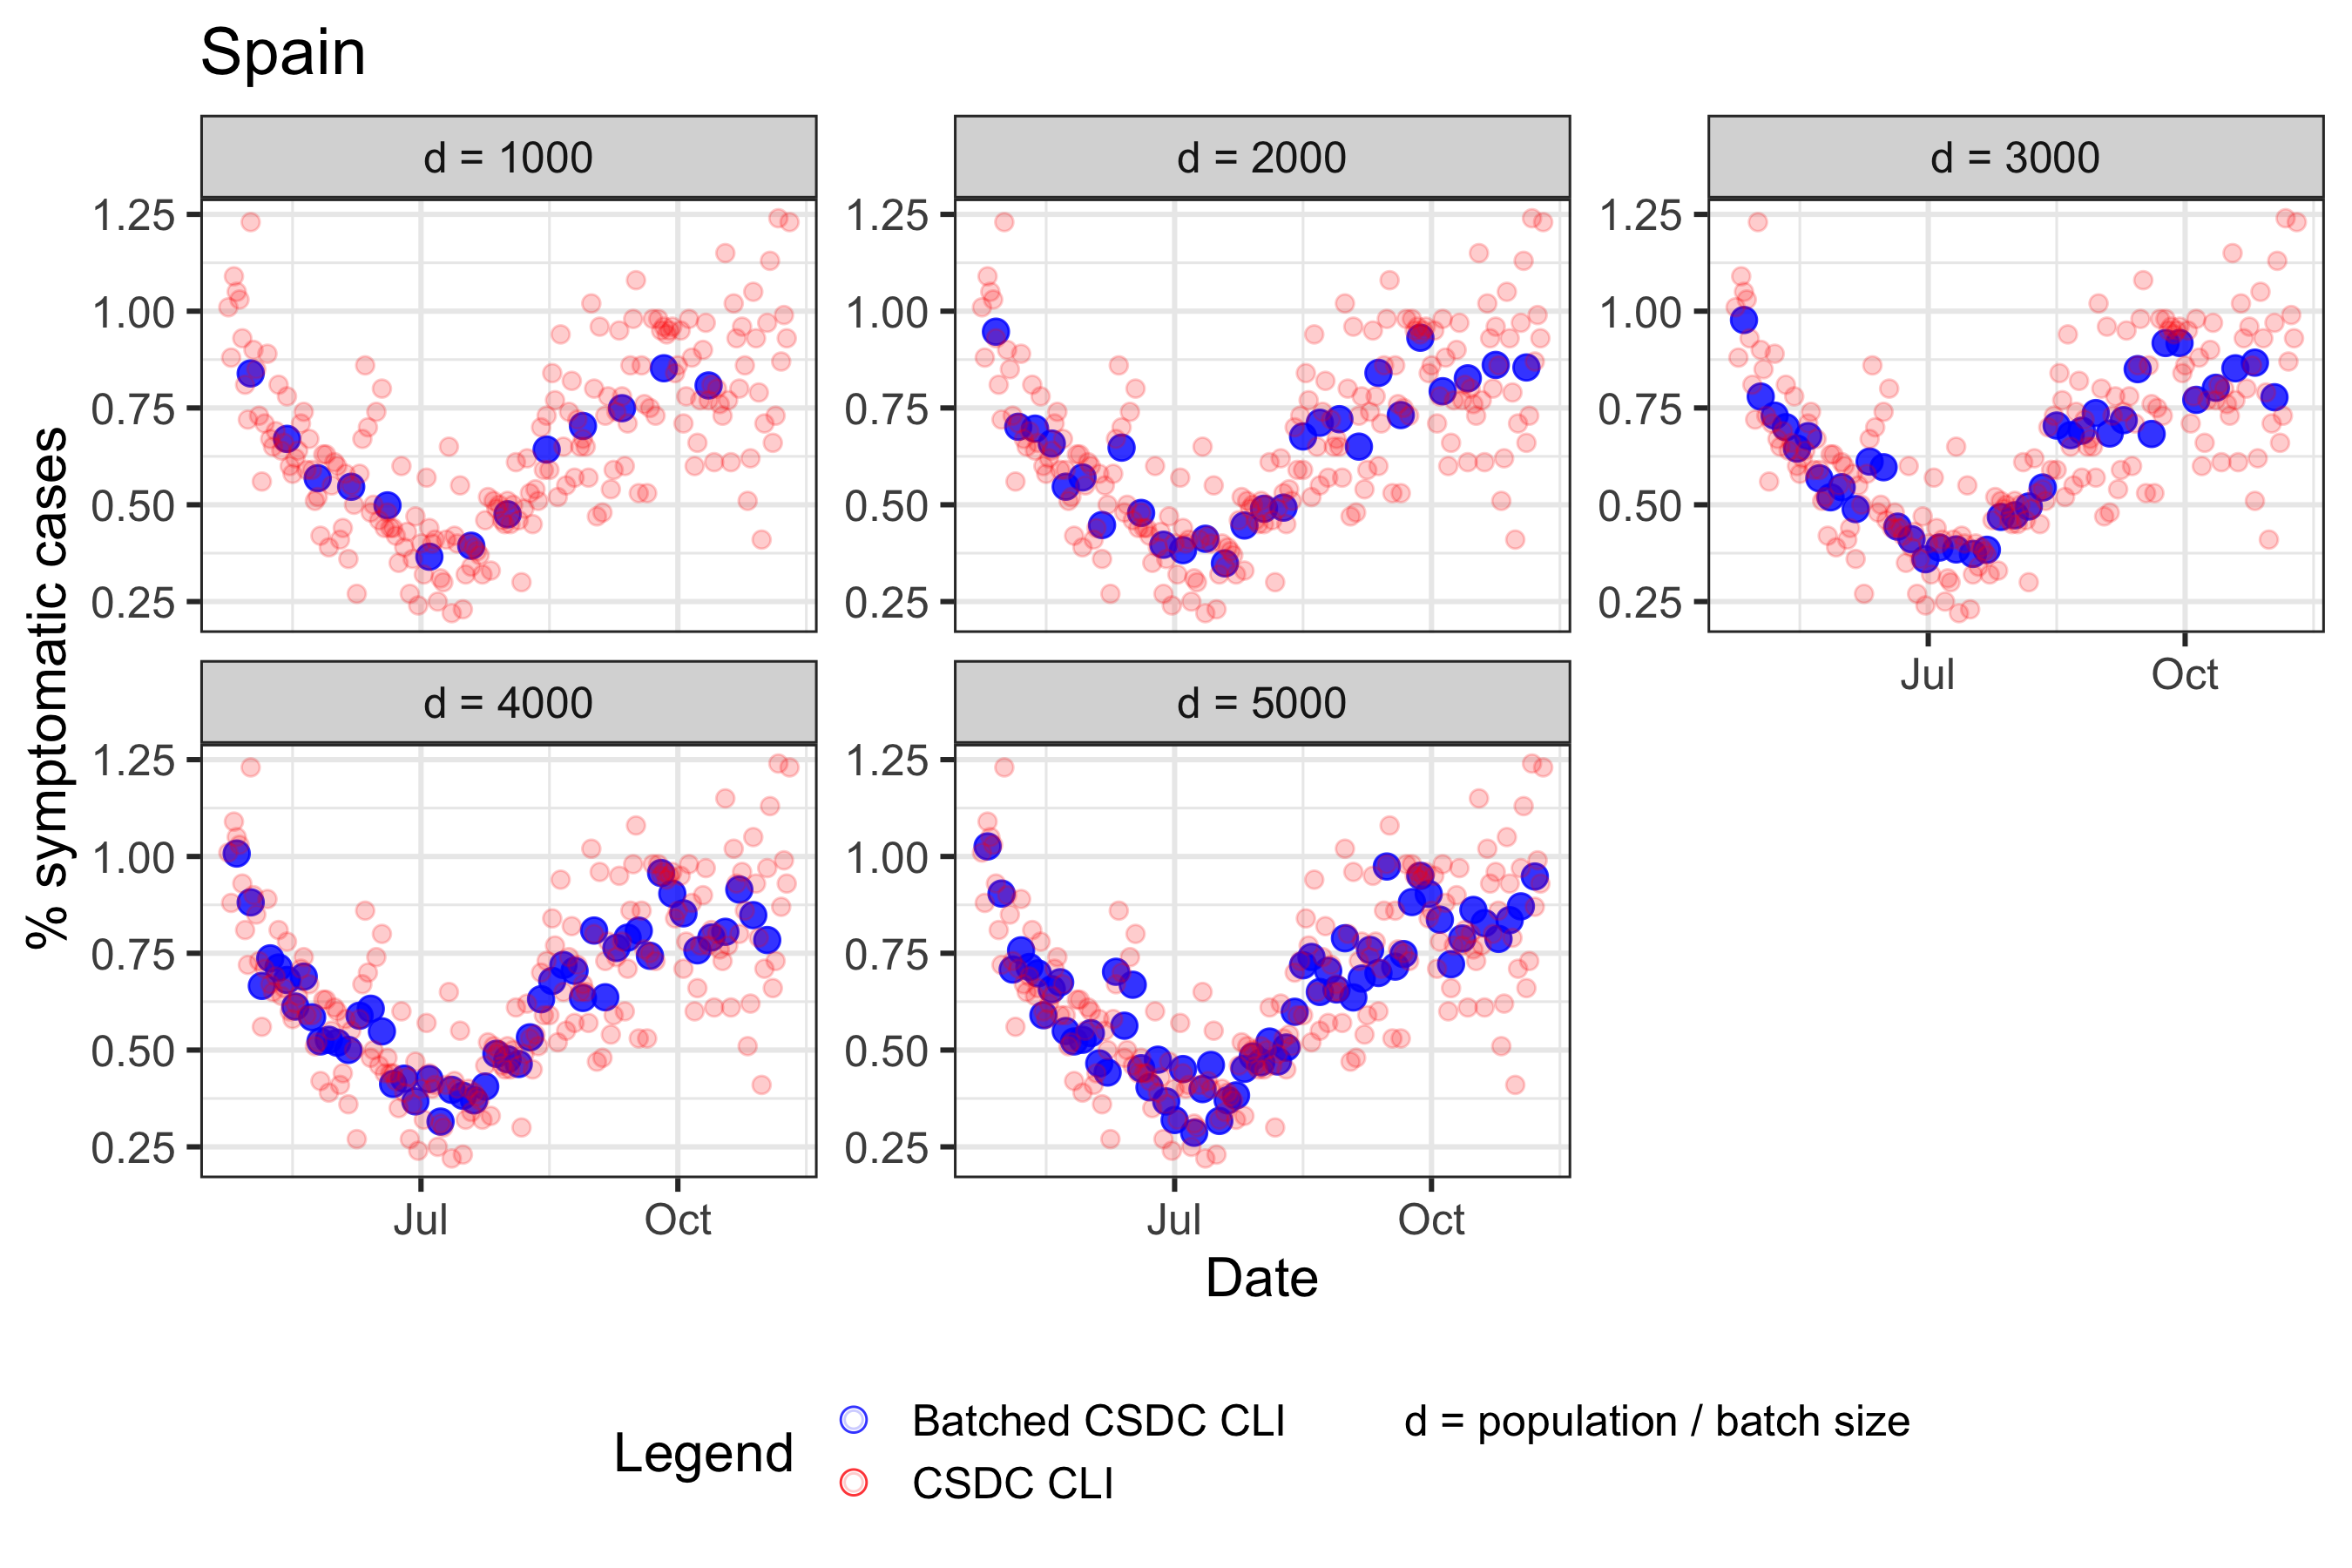 Spain
d = 1000
d = 2000
d = 3000
1.25
1.00
0.75
0.50
0.25
1.25
1.00
0.75
0.50
0.25
1.25
1.00
0.75
0.50
0.25
Jul
Oct
% symptomatic cases
d = 4000
d = 5000
1.25
1.00
0.75
0.50
0.25
1.25
1.00
0.75
0.50
0.25
Jul
Oct
Jul
Oct
Date
Legend
Batched CSDC CLI
CSDC CLI
d = population / batch size